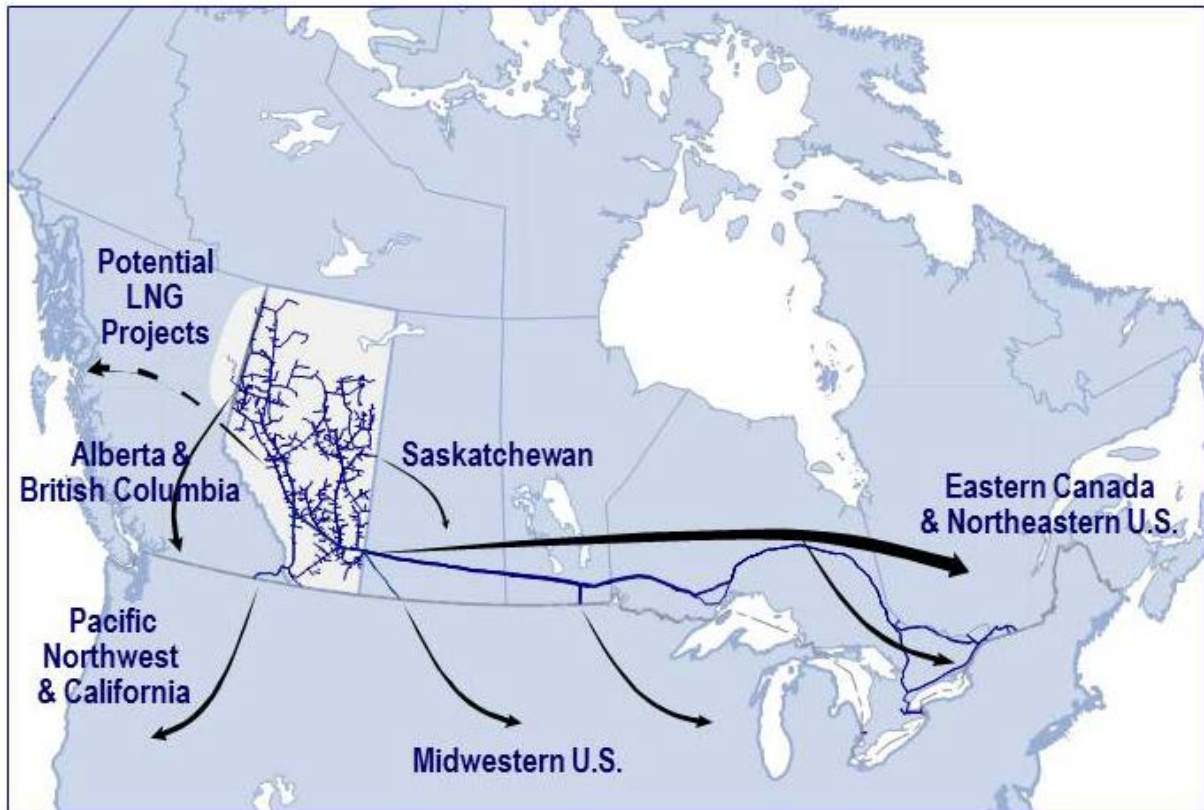 Potential
LNG
Projects
Alberta &
British Columbia
Saskatchewan
Eastern Canada
& Northeastern U.S.
Pacific
Northwest
& California
Midwestern U.S.